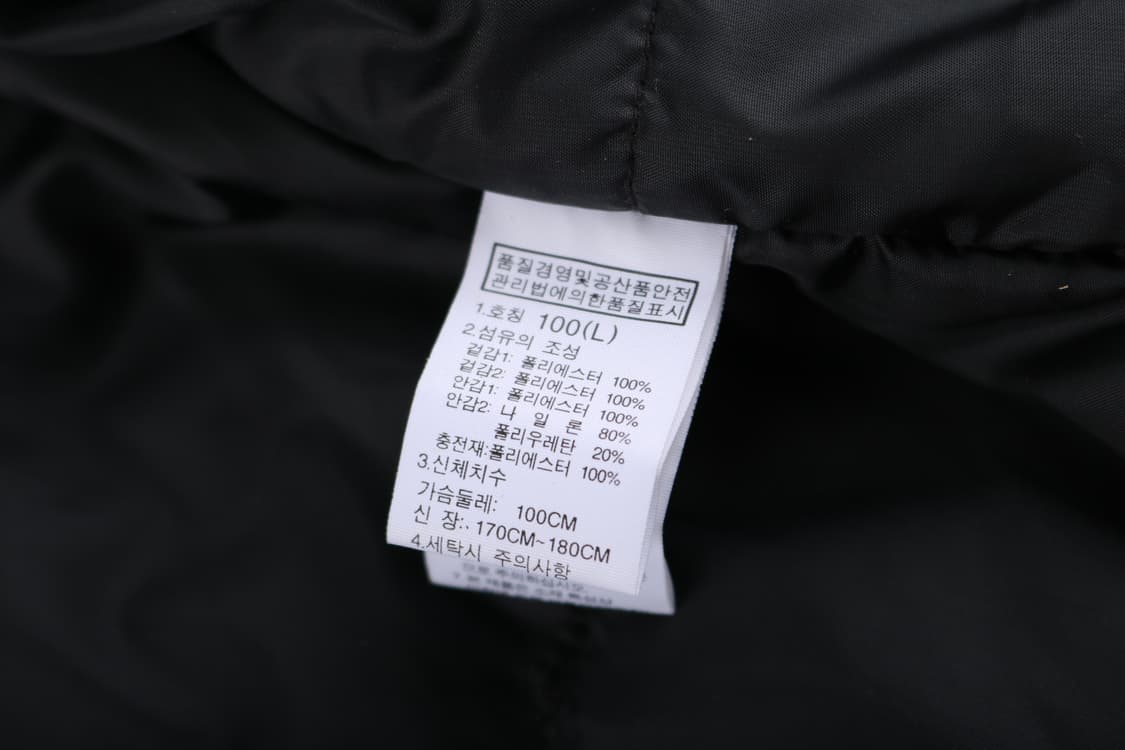 품질경영및공산품안전
관리법에의한품질표시
1.호칭 100(L)
2.섬유의 조성
겉감1: 폴리에스터 100%
겉감2: 폴리에스터 100%
안감1: 폴리에스터 100%
안감2: 나 일 론 80%
폴리우레탄 20%
충전재:폴리에스터 100%
3.신체치수
가슴둘레: 100CM
신 장: 170CM~180CM
4.세탁시 주의사항